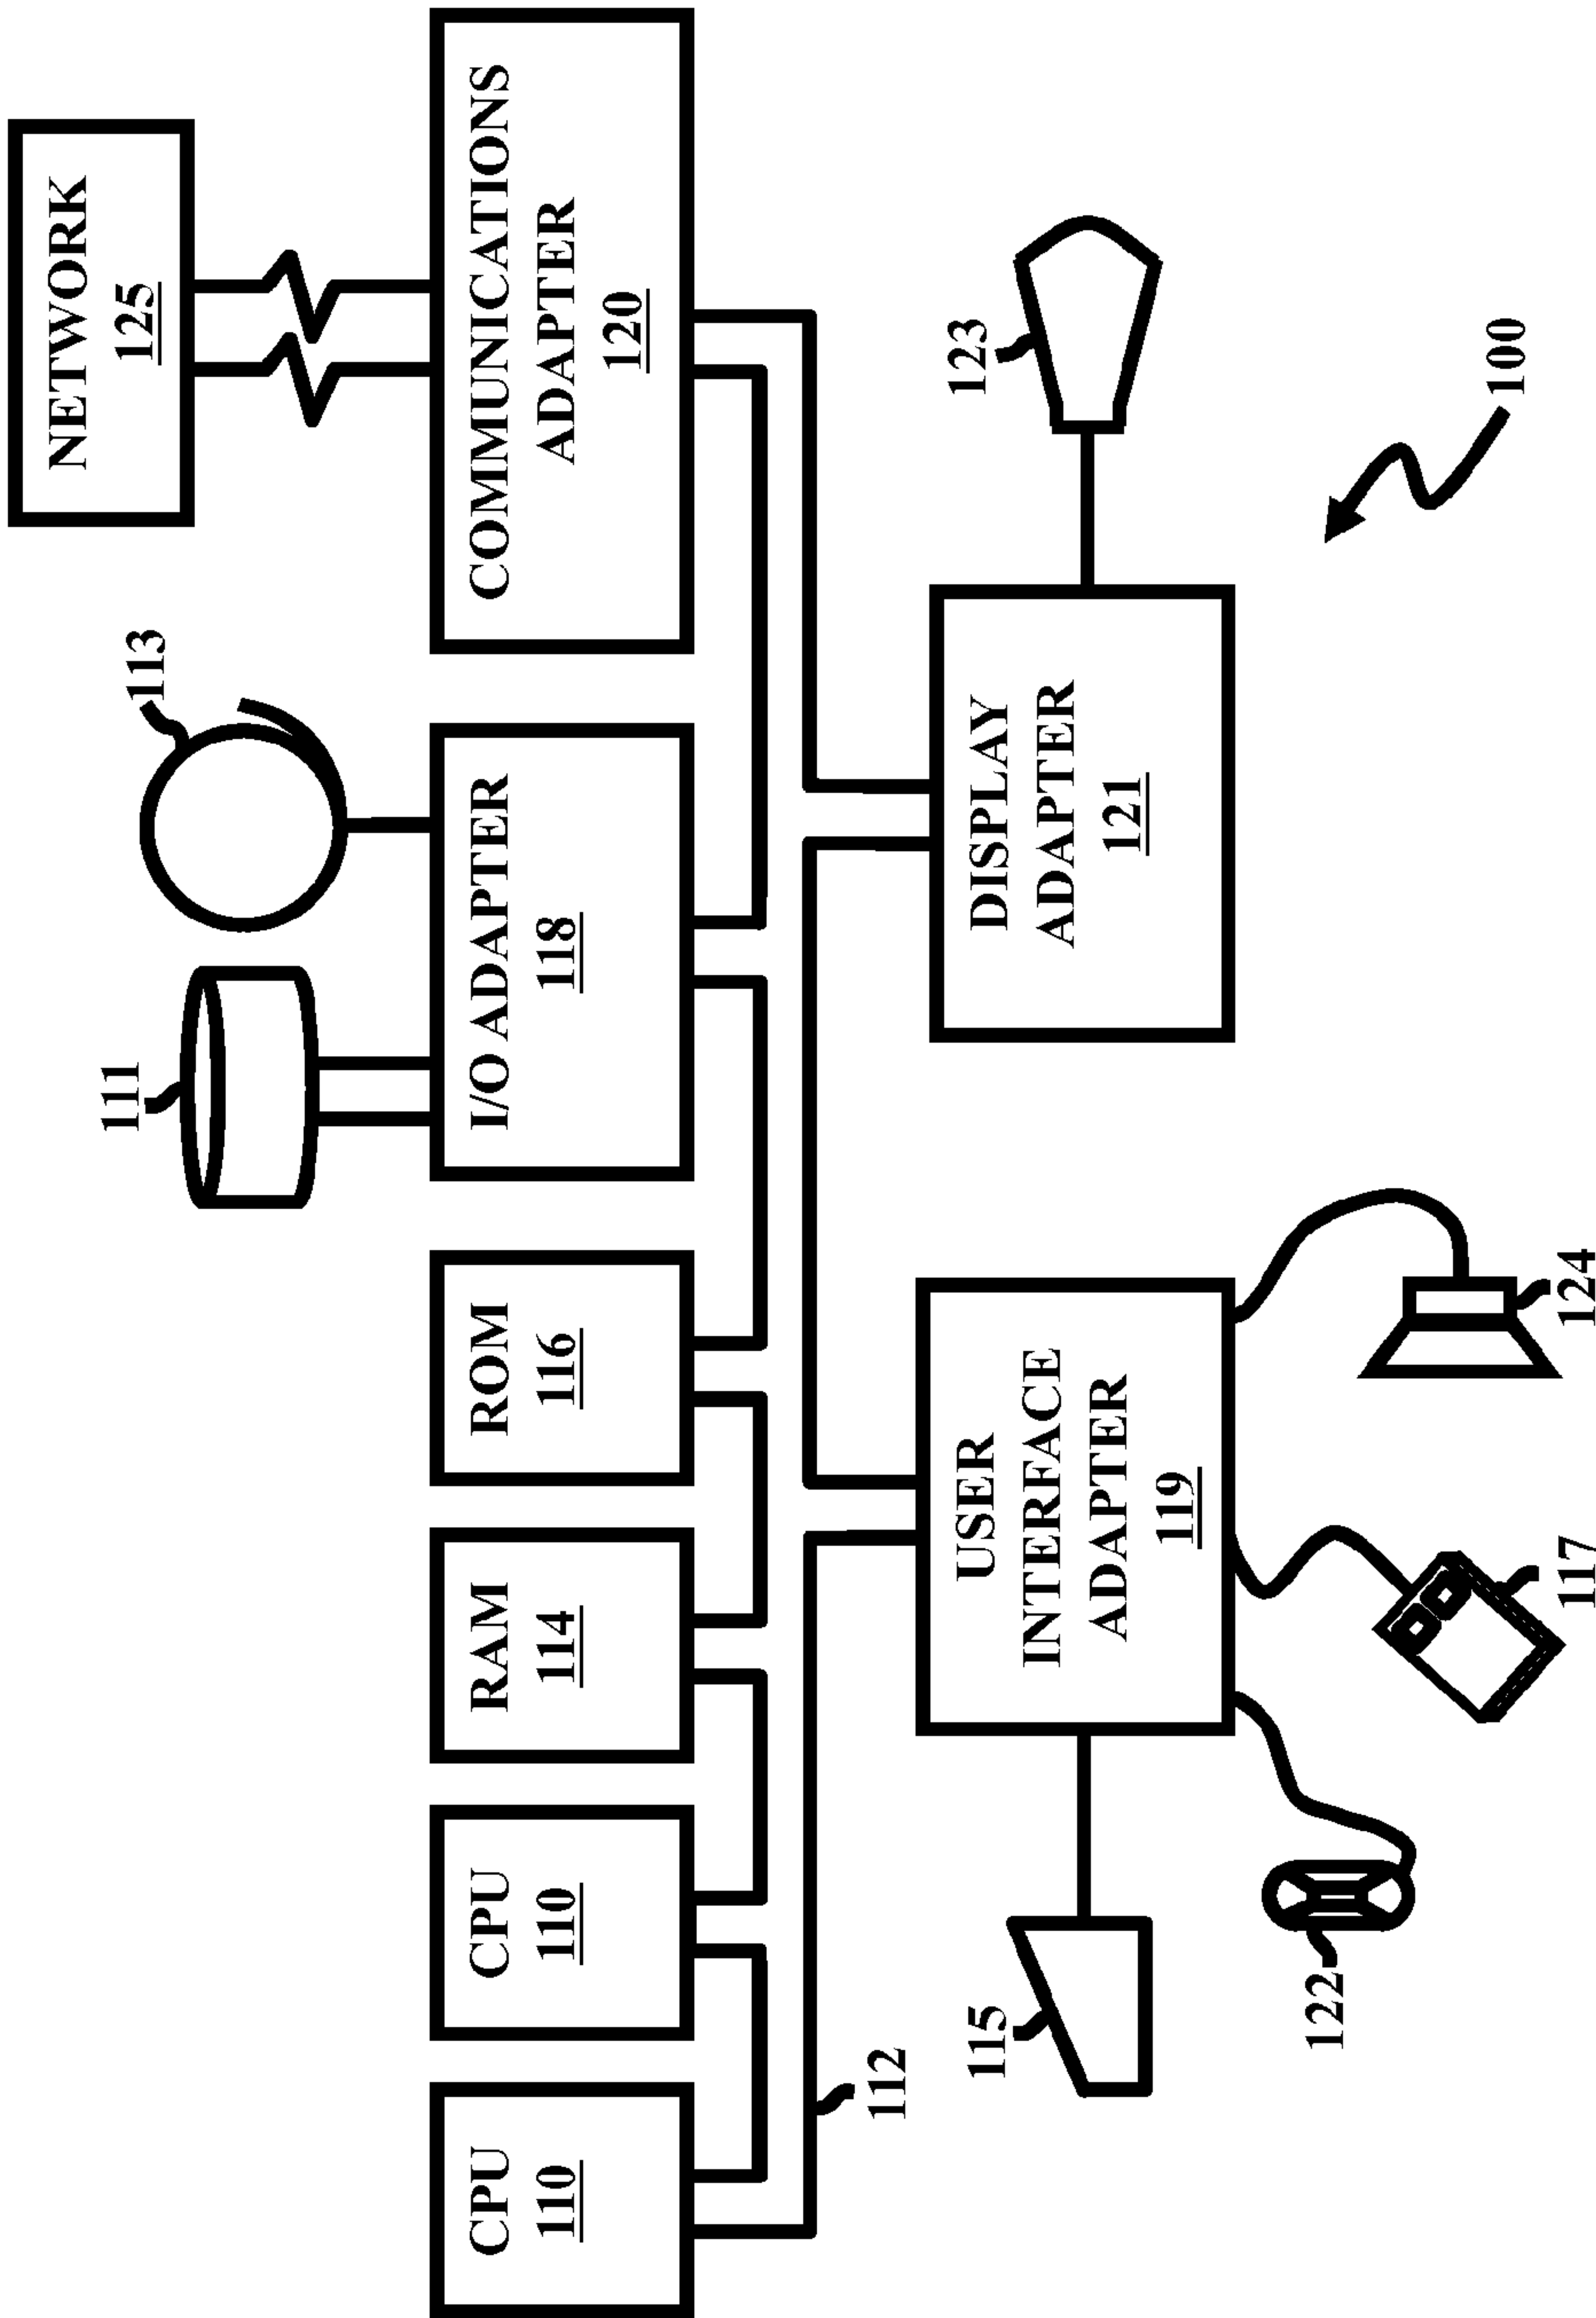 NETWORK
125
113
111
CPU
110
CPU
110
RAM
114
ROM
116
I/O ADAPTER
118
COMMUNICATIONS
ADAPTER
120
112
115
USER
INTERFACE
ADAPTER
119
DISPLAY
ADAPTER
121
123
122
117
124
100